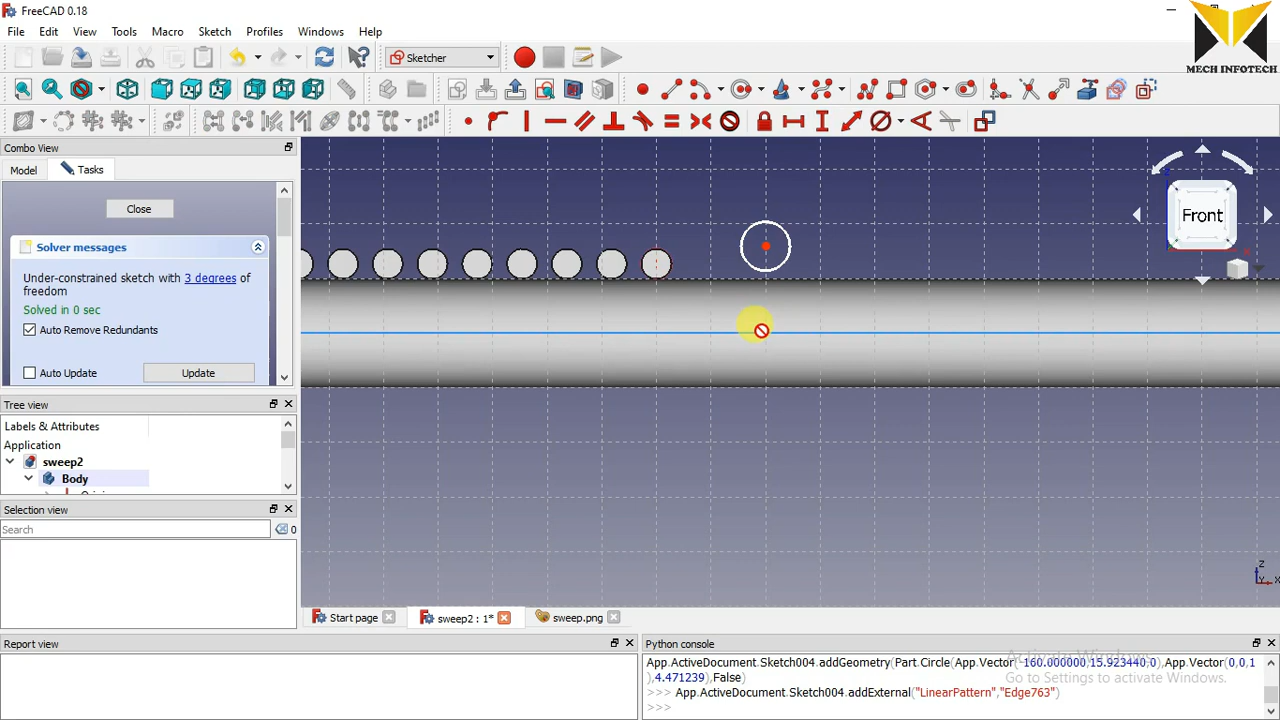 FreeCAD 0.18
File Edit View Tools Macro Sketch Profiles Windows Help
Sketcher
MECH INFOTECH
Combo View
Model Tasks
Close
Solver messages
Under-constrained sketch with 3 degrees of
freedom
Solved in 0 sec
Auto Remove Redundants
Auto Update Update
Tree view
Labels & Attributes
Application
sweep2
Body
Selection view
Search
0
Front
z
x
Start page sweep2 : 1* sweep.png
Report view
Python console
App.ActiveDocument.Sketch004.addGeometry(Part.Circle(App.Vector(-160.000000,15.923440,0),App.Vector(0,0,1
),4.471239),False)
>>> App.ActiveDocument.Sketch004.addExternal("LinearPattern","Edge763")
>>>
Activate Windows
Go to Settings to activate Windows.